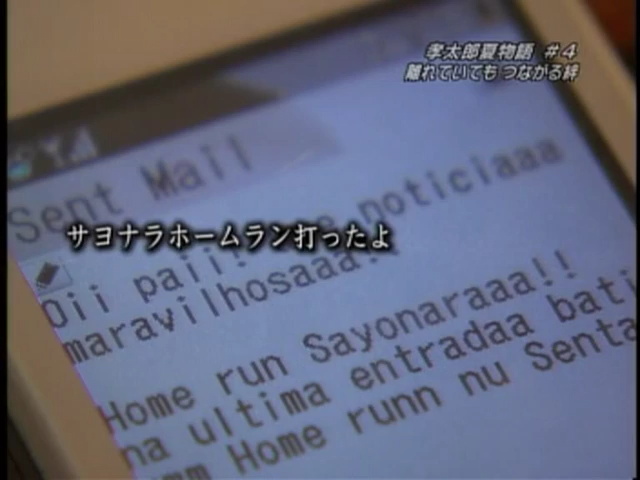 孝太郎夏物語 #4
離れていても つながる絆
Sent Mail
サヨナラホームラン打ったよ
Oii paii! noticiaaa
maravilhosaaa!
Home run Sayonaraaa!!
na ultima entradaa bati
Home runn nu Senta